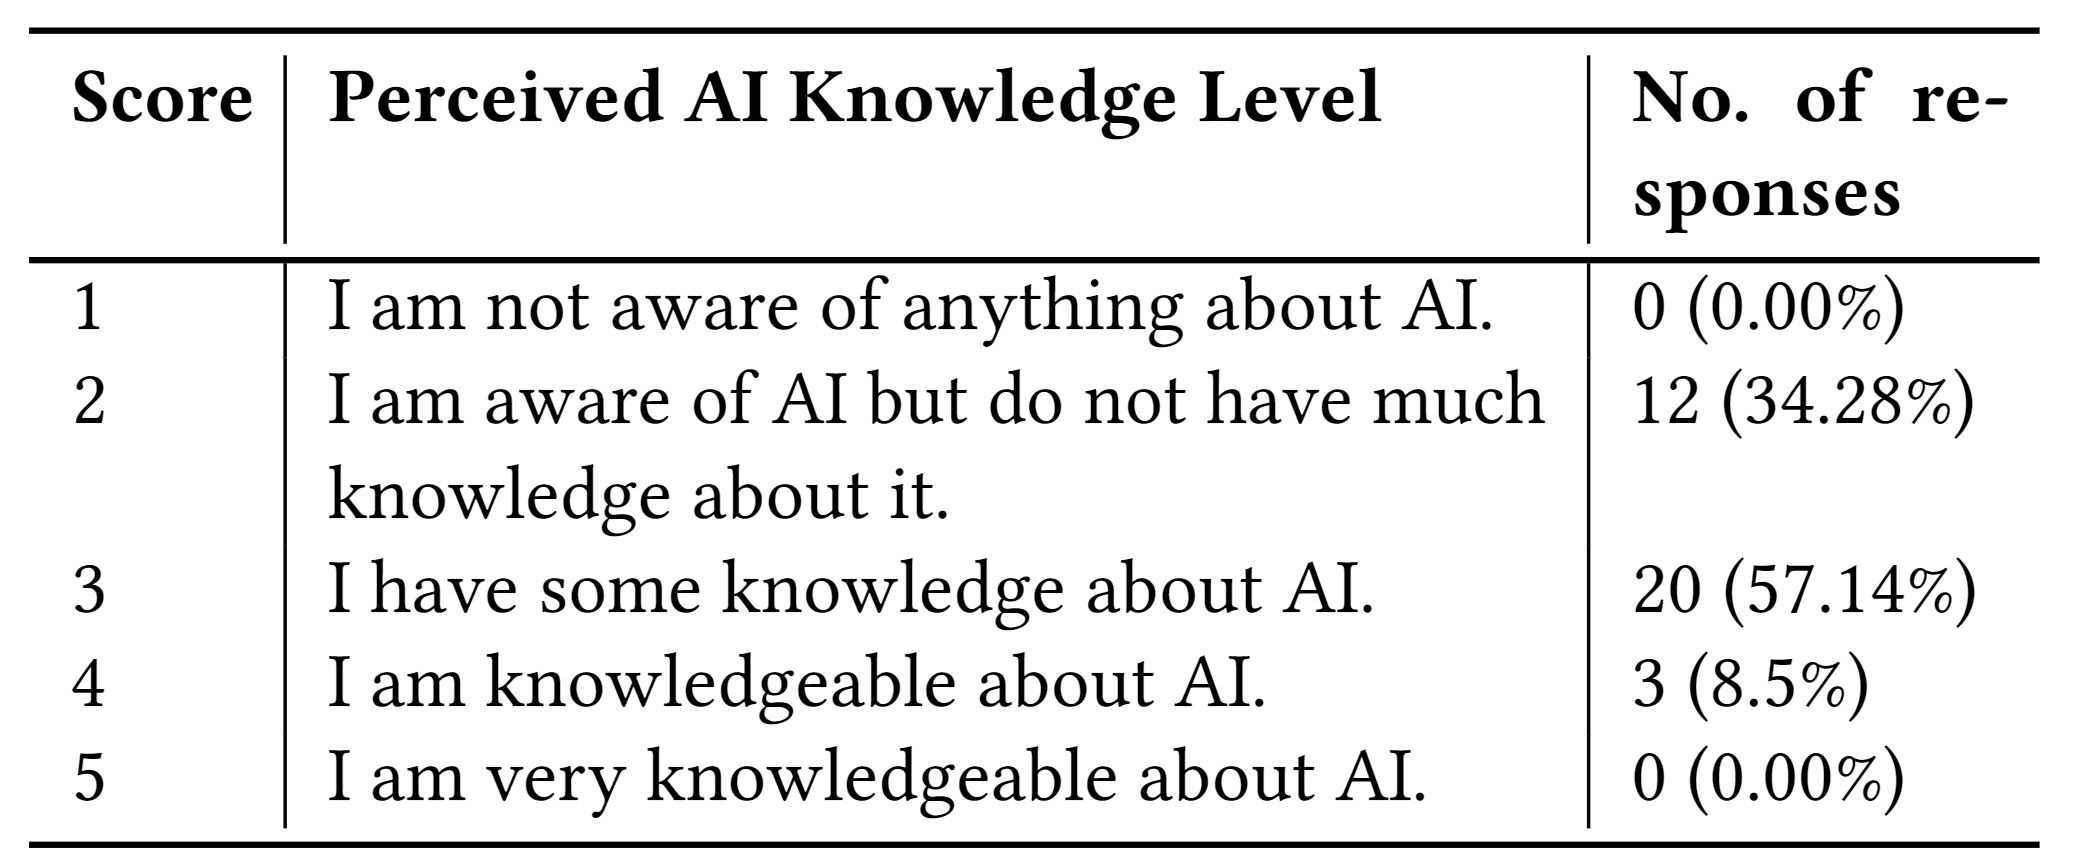 Score Perceived AI Knowledge Level No. of re-
sponses
1 I am not aware of anything about AI. 0 (0.00%)
2 I am aware of AI but do not have much 12 (34.28%)
knowledge about it.
3 I have some knowledge about AI. 20 (57.14%)
4 I am knowledgeable about AI. 3 (8.5%)
5 I am very knowledgeable about AI. 0 (0.00%)